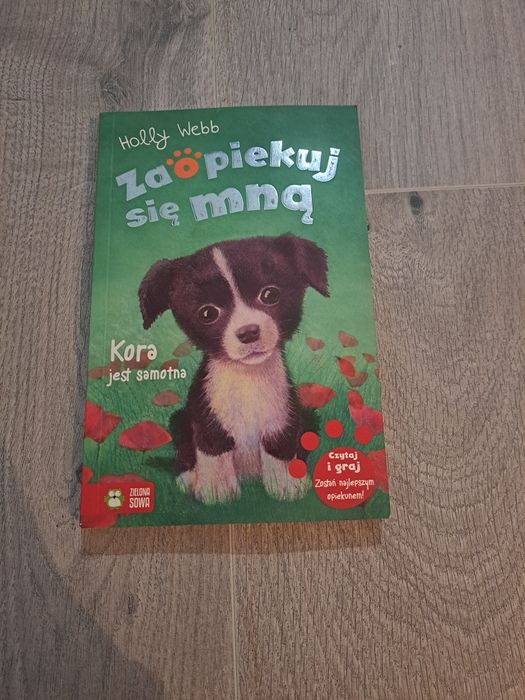 Holly Webb
Zaopiekuj
się mną
Kora
jest samotna
Czytaj
i graj
Zostań najlepszym
opiekunem!
ZIELONA
SOWA